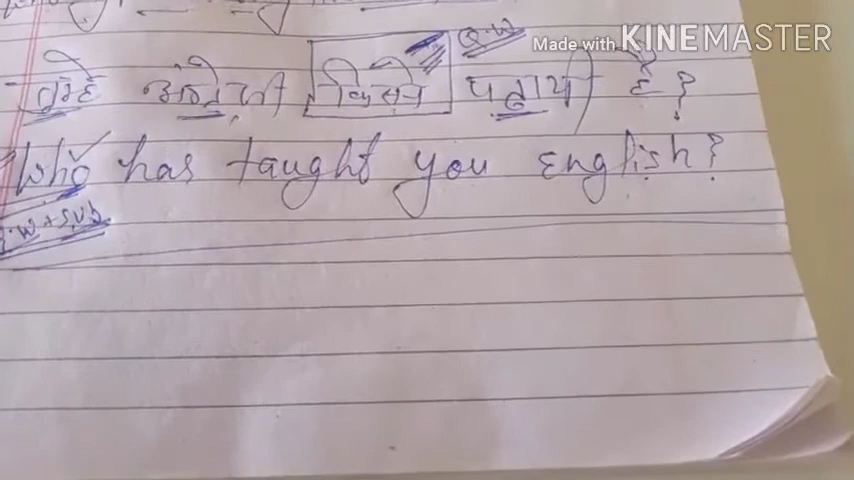 Q.W
Made with KINEMASTER
तुम्हें अंग्रेजी किसने पढ़ायी है ?
Who has taught you English?
Q.W + Sub